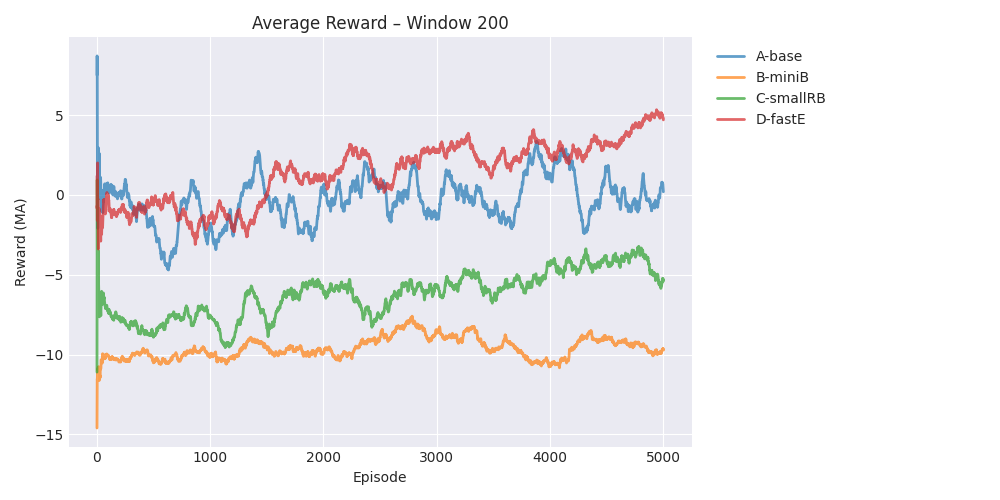 Average Reward – Window 200
A-base
B-miniB
C-smallRB
D-fastE
5
0
−5
−10
−15
Reward (MA)
0
1000
2000
3000
4000
5000
Episode